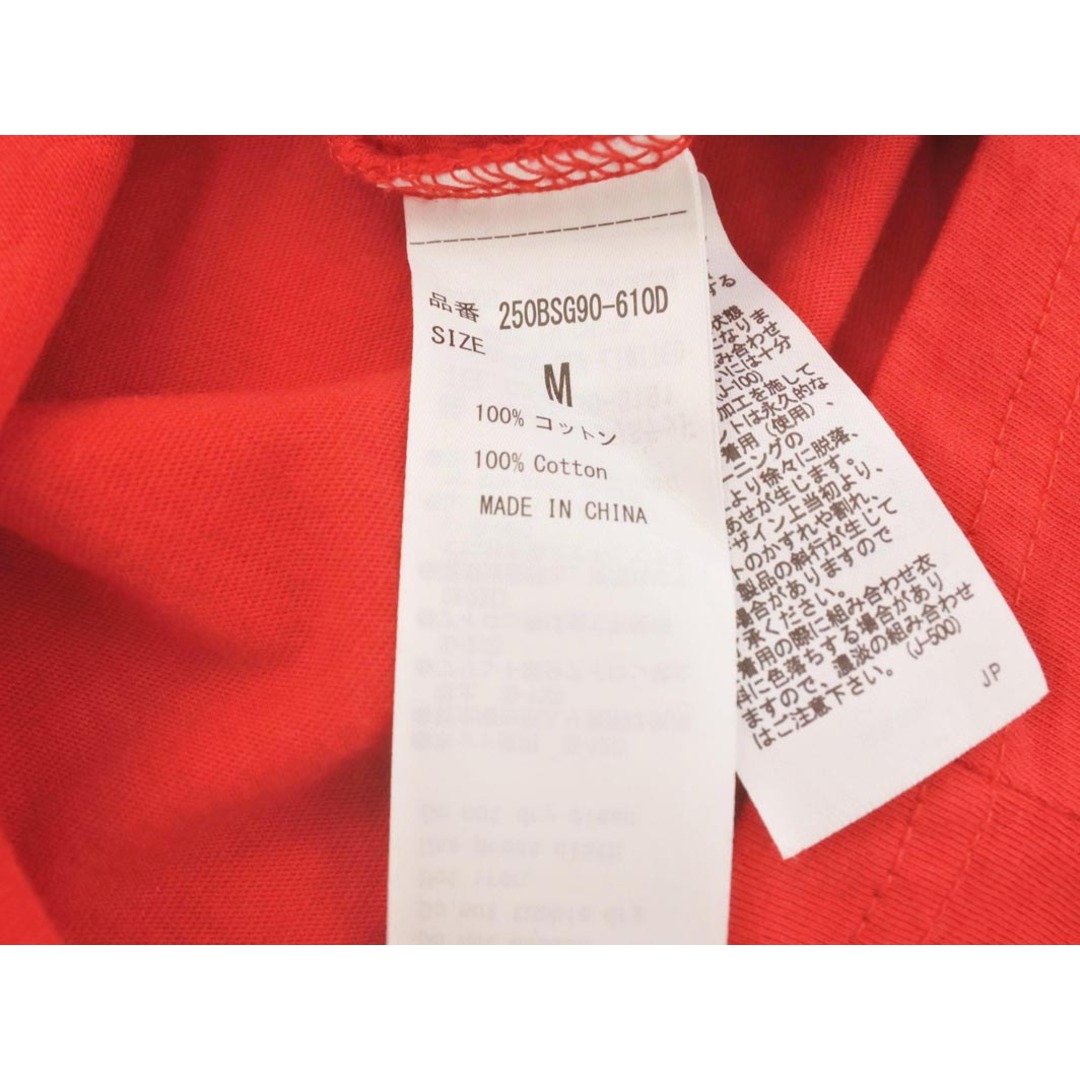 品番 250BSG90-610D
SIZE
M
100% コットン
100% Cotton
MADE IN CHINA
する
状態
になりま
み合わせ
いには十分
(J-100)
加工を施して
ントは永久的な
着用(使用)、
ーニングの
より徐々に脱落、
あせが生じます。
ザイン上当初より、
トのかすれや割れ、
製品の解行が生じて
場合がありますので
承ください。
着用の際に組み合わせ衣
料に色落ちする場合があり
ますので、濃淡の組み合わせ
はご注意下さい。(J-500)
JP